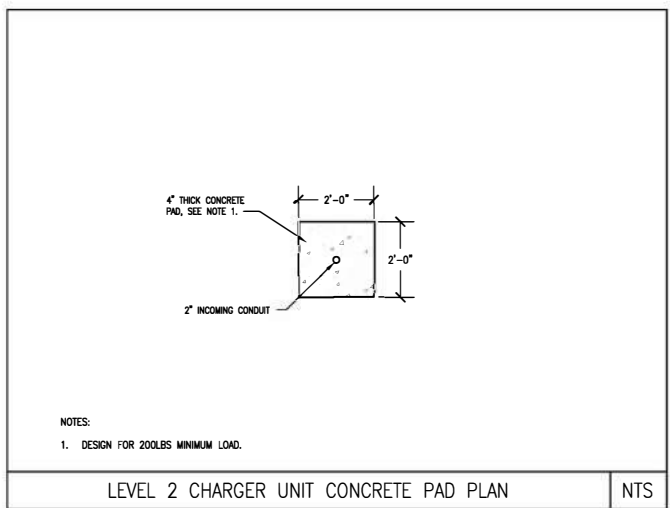 4" THICK CONCRETE
PAD, SEE NOTE 1.
2'-0"
2'-0"
2" INCOMING CONDUIT
NOTES:
1. DESIGN FOR 200LBS MINIMUM LOAD.
LEVEL 2 CHARGER UNIT CONCRETE PAD PLAN
NTS